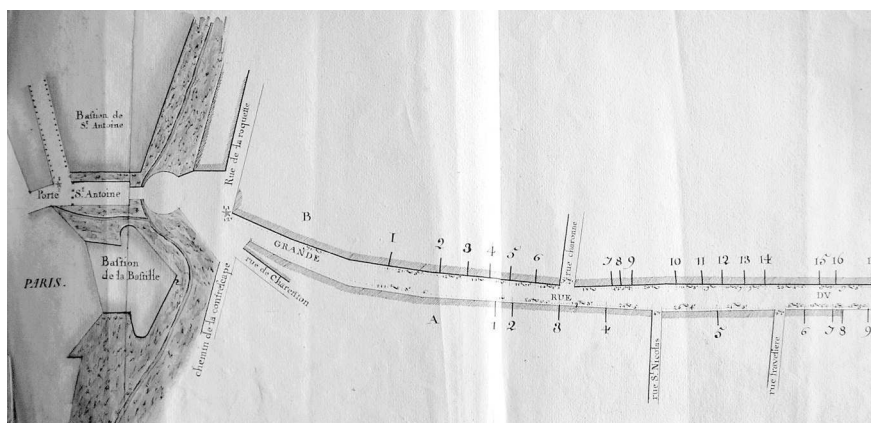 Bastion de
St. Antoine
Porte St. Antoine
PARIS.
Bastion
de la Bastille
Rue de la roquette
chemin de la contrescarpe
rue de Charenton
B
GRANDE
A
RUE
DV
rue charonne
rue St. Nicolas
rue traversiere
1 2 3 4 5 6 7 8 9 10 11 12 13 14 15 16
1 2 3 4 5 6 7 8 9